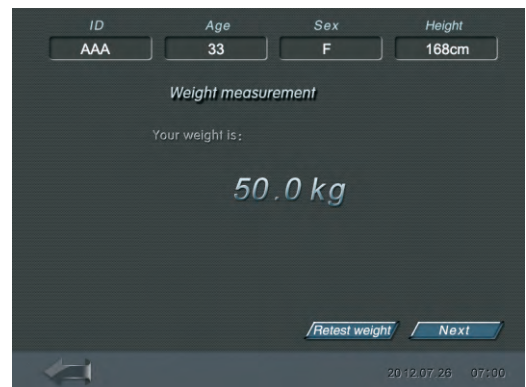 ID Age Sex Height
AAA 33 F 168cm
Weight measurement
Your weight is:
50.0 kg
Retest weight Next
2012.07.26 07:00